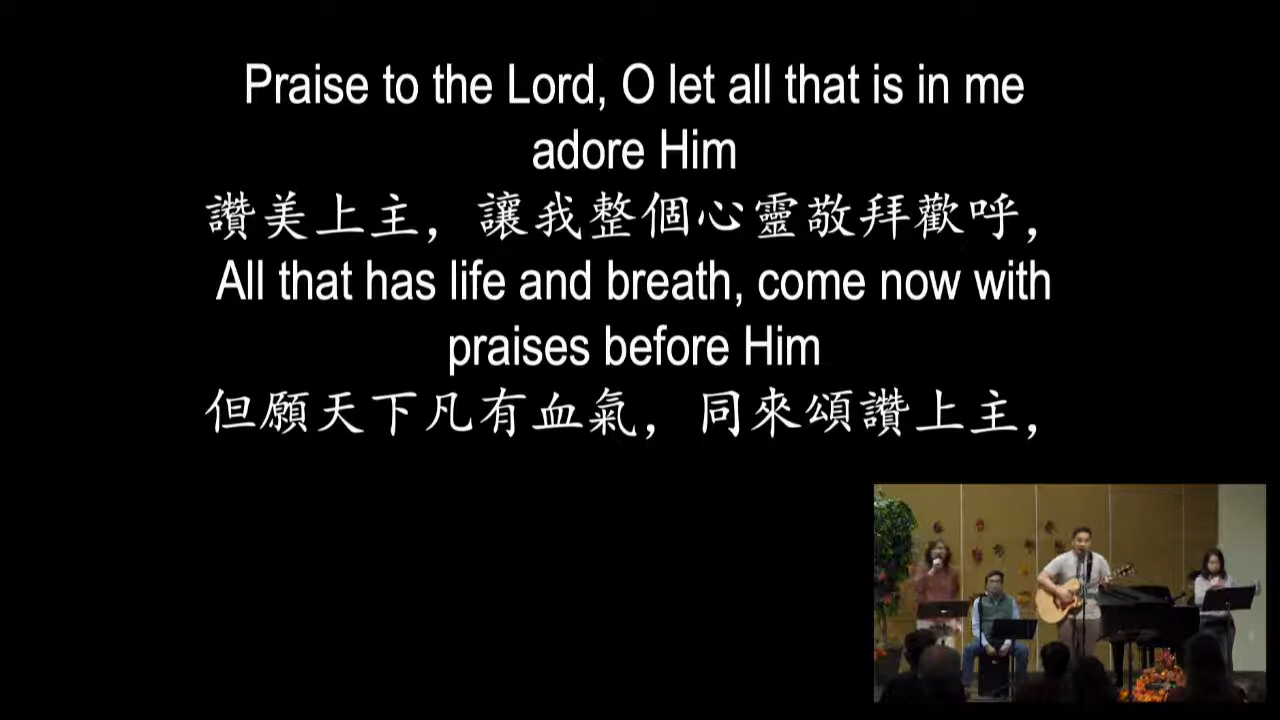 Praise to the Lord, O let all that is in me
adore Him
讚美上主，讓我整個心靈敬拜歡呼，
All that has life and breath, come now with
praises before Him
但願天下凡有血氣，同來頌讚上主，